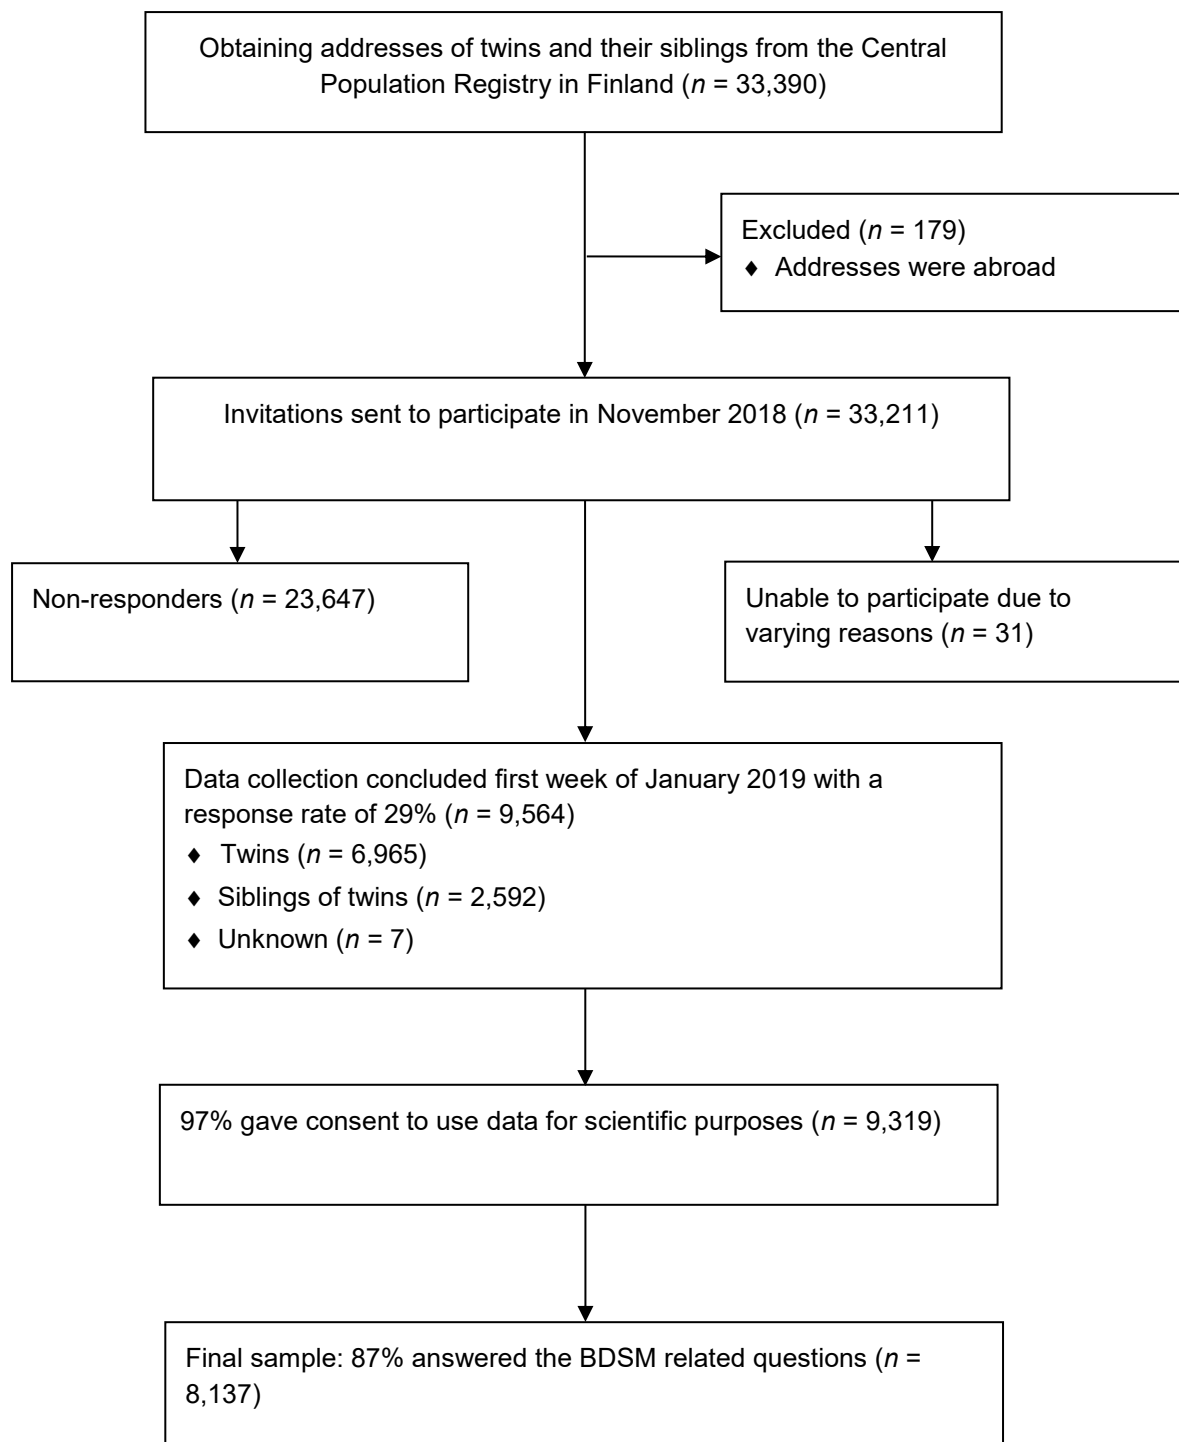 Obtaining addresses of twins and their siblings from the Central
Population Registry in Finland (n = 33,390)
Excluded (n = 179)
♦ Addresses were abroad
Invitations sent to participate in November 2018 (n = 33,211)
Non-responders (n = 23,647)
Unable to participate due to
varying reasons (n = 31)
Data collection concluded first week of January 2019 with a
response rate of 29% (n = 9,564)
♦ Twins (n = 6,965)
♦ Siblings of twins (n = 2,592)
♦ Unknown (n = 7)
97% gave consent to use data for scientific purposes (n = 9,319)
Final sample: 87% answered the BDSM related questions (n =
8,137)